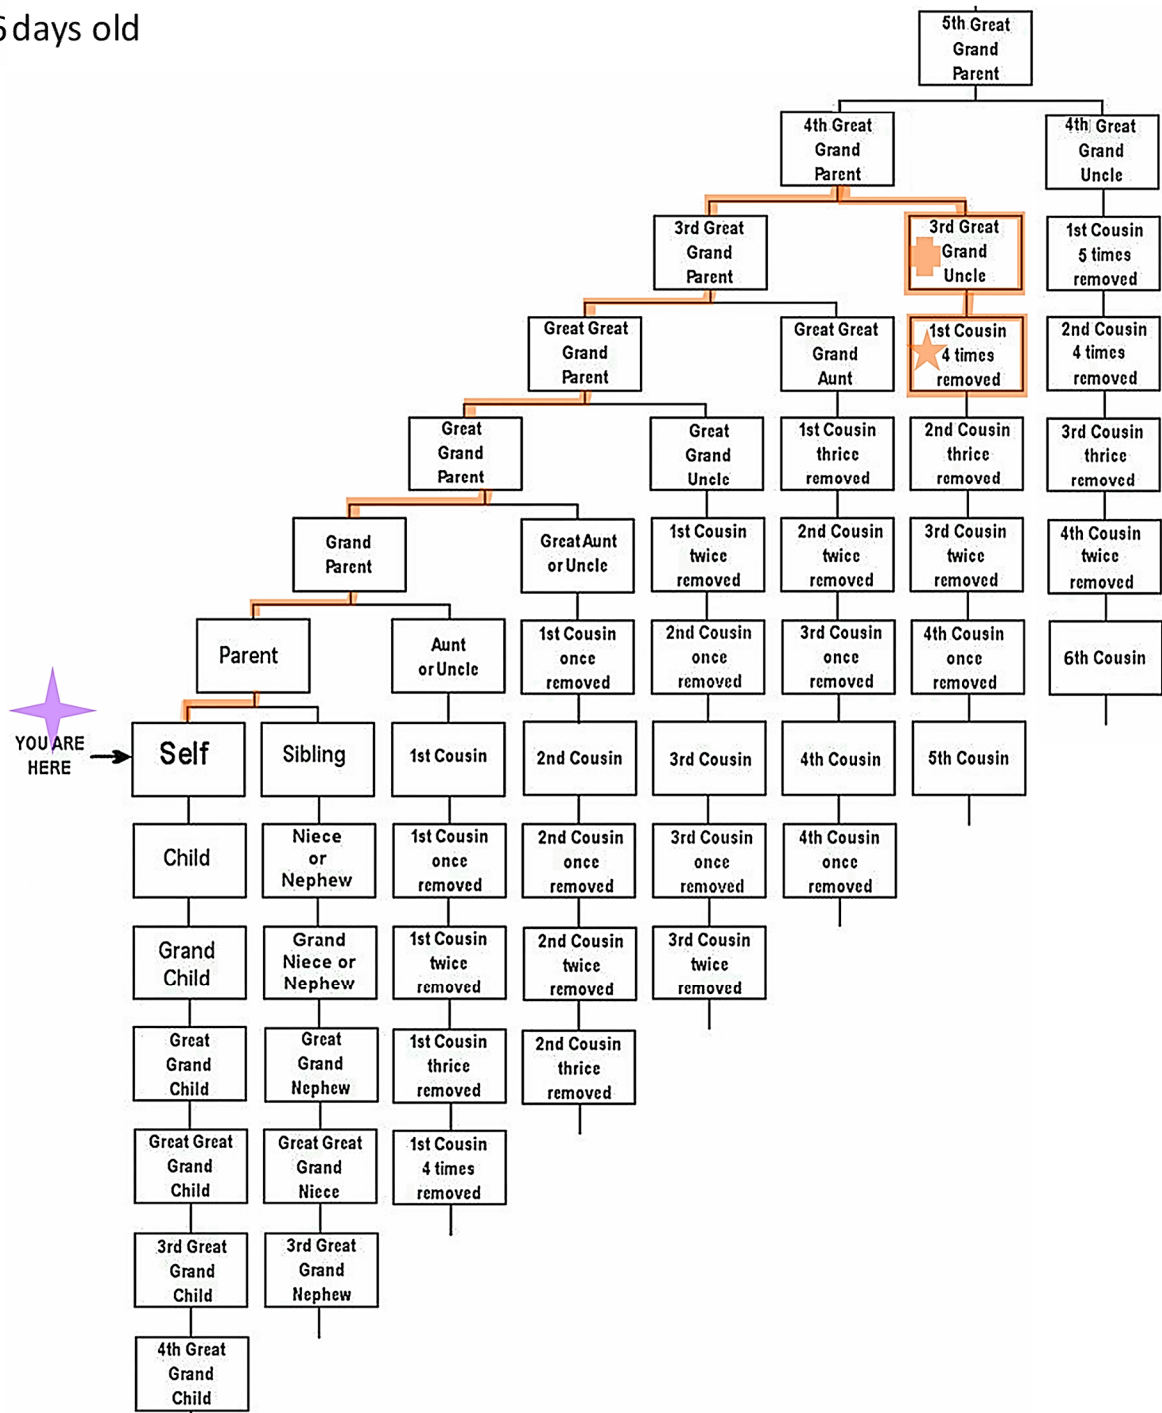 days old
5th Great
Grand
Parent
4th Great
Grand
Parent
4th Great
Grand
Uncle
3rd Great
Grand
Parent
3rd Great
Grand
Uncle
1st Cousin
5 times
removed
Great Great
Grand
Parent
Great Great
Grand
Aunt
1st Cousin
4 times
removed
2nd Cousin
4 times
removed
Great
Grand
Parent
Great
Grand
Uncle
1st Cousin
thrice
removed
2nd Cousin
thrice
removed
3rd Cousin
thrice
removed
Grand
Parent
Great Aunt
or Uncle
1st Cousin
twice
removed
2nd Cousin
twice
removed
3rd Cousin
twice
removed
4th Cousin
twice
removed
Parent
Aunt
or Uncle
1st Cousin
once
removed
2nd Cousin
once
removed
3rd Cousin
once
removed
4th Cousin
once
removed
6th Cousin
YOU ARE
HERE
Self
Sibling
1st Cousin
2nd Cousin
3rd Cousin
4th Cousin
5th Cousin
Child
Niece
or
Nephew
1st Cousin
once
removed
2nd Cousin
once
removed
3rd Cousin
once
removed
4th Cousin
once
removed
Grand
Child
Grand
Niece or
Nephew
1st Cousin
twice
removed
2nd Cousin
twice
removed
3rd Cousin
twice
removed
Great
Grand
Child
Great
Grand
Nephew
1st Cousin
thrice
removed
2nd Cousin
thrice
removed
Great Great
Grand
Child
Great Great
Grand
Niece
1st Cousin
4 times
removed
3rd Great
Grand
Child
3rd Great
Grand
Nephew
4th Great
Grand
Child